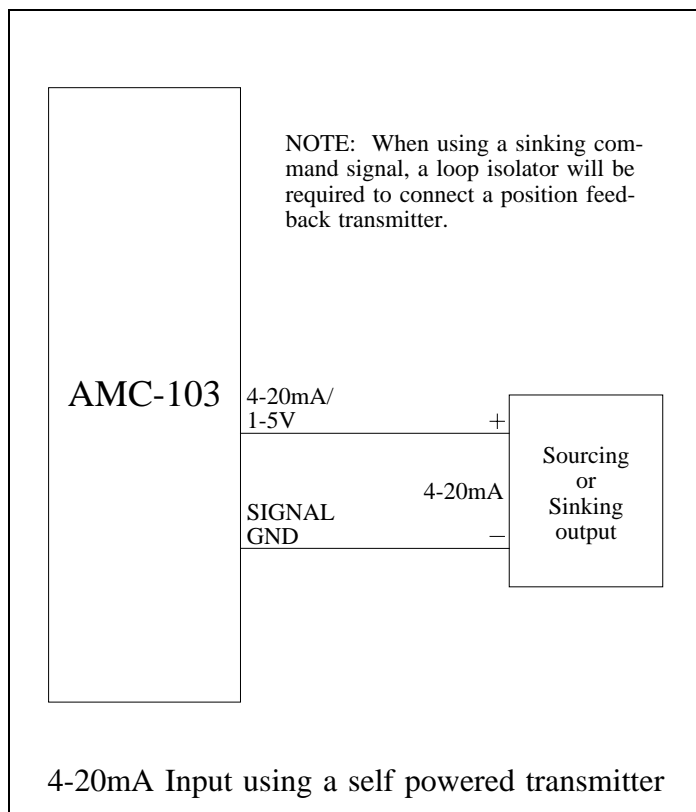 NOTE: When using a sinking com-
mand signal, a loop isolator will be
required to connect a position feed-
back transmitter.
AMC-103
4-20mA/
1-5V
+
Sourcing
or
Sinking
output
4-20mA
SIGNAL
GND
−
4-20mA Input using a self powered transmitter